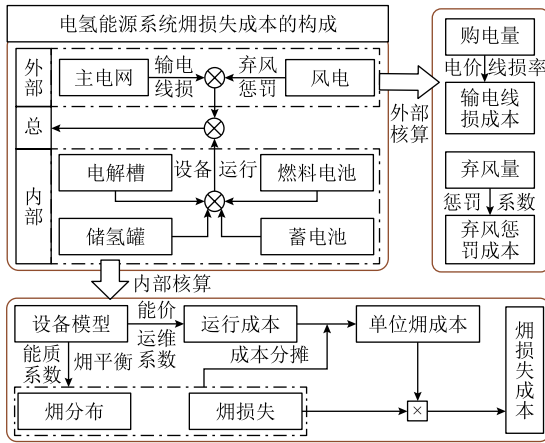 电氢能源系统㶲损失成本的构成
外部
主电网
输电
线损
弃风
惩罚
风电
总
内部
电解槽
设备
运行
燃料电池
储氢罐
蓄电池
外部
核算
购电量
电价
线损率
输电线
损成本
弃风量
惩罚
系数
弃风惩
罚成本
内部核算
设备模型
能价
运维
系数
运行成本
单位㶲成本
能质
系数
㶲平衡
成本分摊
㶲分布
㶲损失
×
㶲损失成本